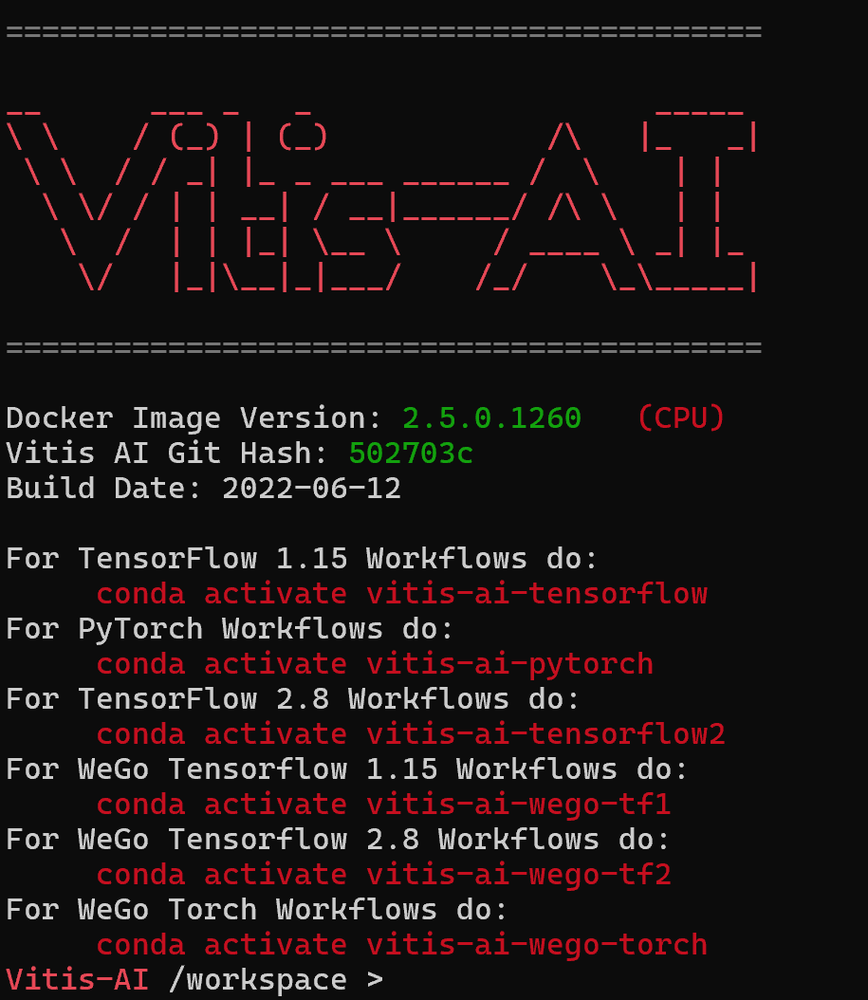 ==========================================

__      ___ _   _                   _____
\ \    / (_) | (_)            /\   |_   _|
 \ \  / / _| |_ _ ___ ______ /  \    | |
  \ \/ / | | __| / __|______/ /\ \   | |
   \  /  | | |_| \__ \     / ____ \ _| |_
    \/   |_|\__|_|___/    /_/    \_\_____|

==========================================

Docker Image Version: 2.5.0.1260   (CPU)
Vitis AI Git Hash: 502703c
Build Date: 2022-06-12

For TensorFlow 1.15 Workflows do:
     conda activate vitis-ai-tensorflow
For PyTorch Workflows do:
     conda activate vitis-ai-pytorch
For TensorFlow 2.8 Workflows do:
     conda activate vitis-ai-tensorflow2
For WeGo Tensorflow 1.15 Workflows do:
     conda activate vitis-ai-wego-tf1
For WeGo Tensorflow 2.8 Workflows do:
     conda activate vitis-ai-wego-tf2
For WeGo Torch Workflows do:
     conda activate vitis-ai-wego-torch
Vitis-AI /workspace >